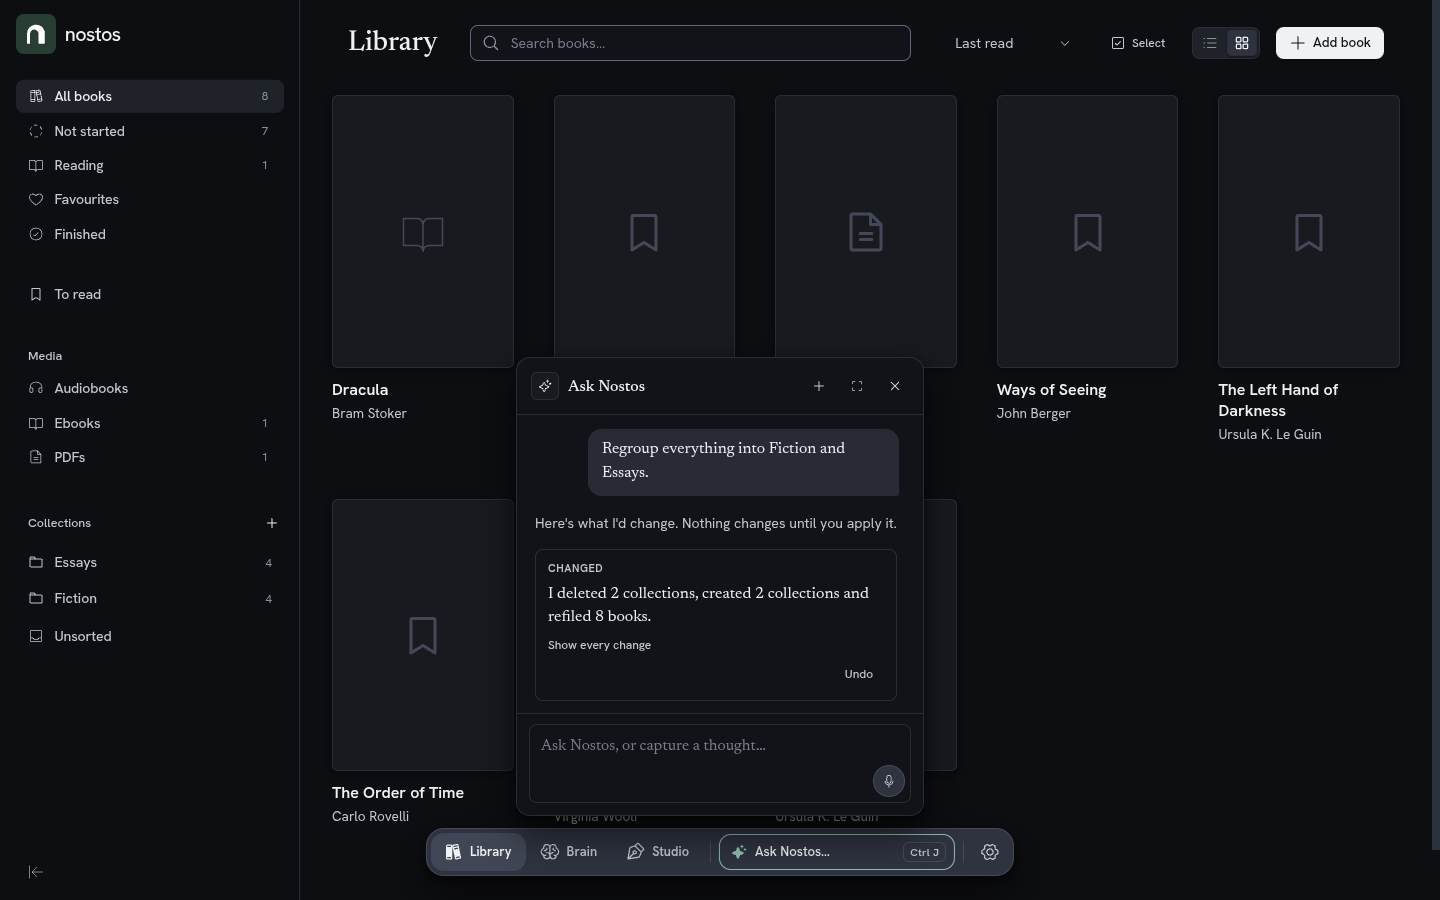 nostos
All books 8
Not started 7
Reading 1
Favourites
Finished
To read
Media
Audiobooks
Ebooks 1
PDFs 1
Collections
Essays 4
Fiction 4
Unsorted
Library
Search books...
Last read
Select
Add book
Dracula
Bram Stoker
Ways of Seeing
John Berger
The Left Hand of
Darkness
Ursula K. Le Guin
The Order of Time
Carlo Rovelli
Virginia Woolf
Ursula K. Le Guin
Ask Nostos
Regroup everything into Fiction and
Essays.
Here's what I'd change. Nothing changes until you apply it.
CHANGED
I deleted 2 collections, created 2 collections and
refiled 8 books.
Show every change
Undo
Ask Nostos, or capture a thought...
Library
Brain
Studio
Ask Nostos...
Ctrl J